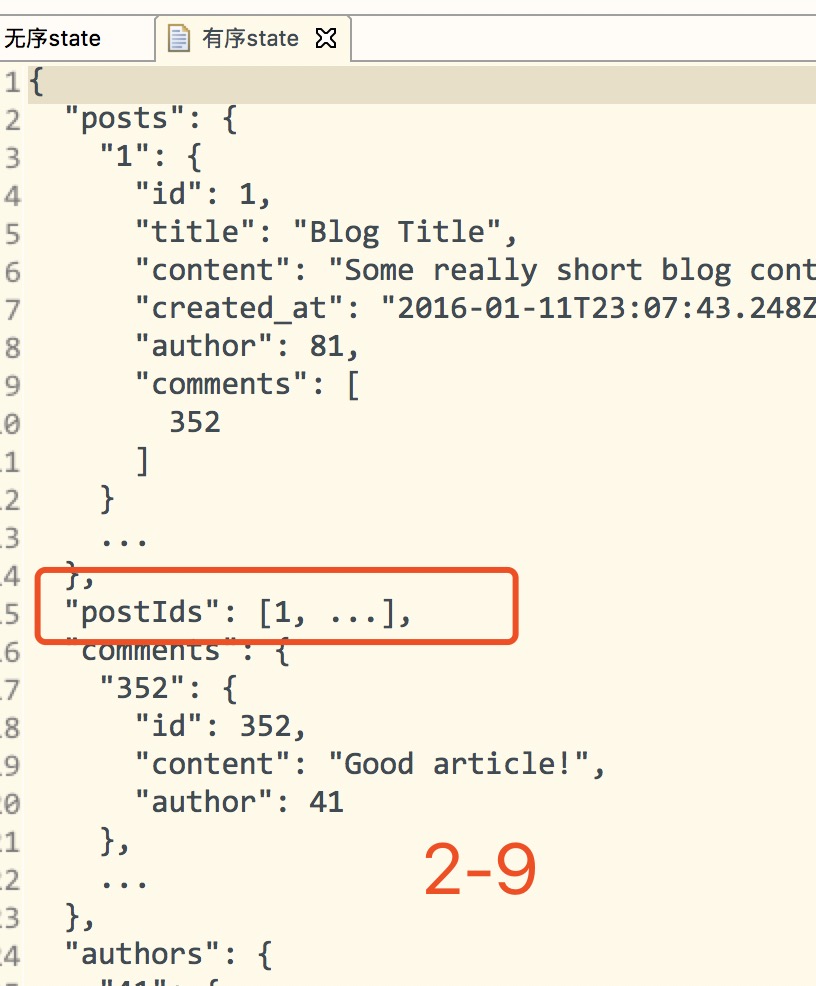 无序state 有序state
1 {
2 "posts": {
3 "1": {
4 "id": 1,
5 "title": "Blog Title",
6 "content": "Some really short blog cont
7 "created_at": "2016-01-11T23:07:43.248Z
8 "author": 81,
9 "comments": [
10 352
11 ]
12 }
13 ...
14 },
15 "postIds": [1, ...],
16 "comments": {
17 "352": {
18 "id": 352,
19 "content": "Good article!",
20 "author": 41
21 },
22 ...
23 },
24 "authors": {
"41": {
2-9